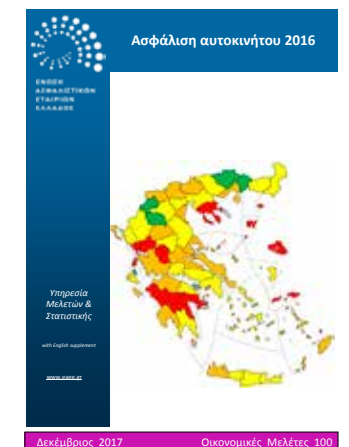 Ασφάλιση αυτοκινήτου 2016
ΕΝΩΣΗ
ΑΣΦΑΛΙΣΤΙΚΩΝ
ΕΤΑΙΡΙΩΝ
ΕΛΛΑΔΟΣ
Υπηρεσία
Μελετών &
Στατιστικής
with English supplement
www.eaee.gr
Δεκέμβριος 2017 Οικονομικές Μελέτες 100